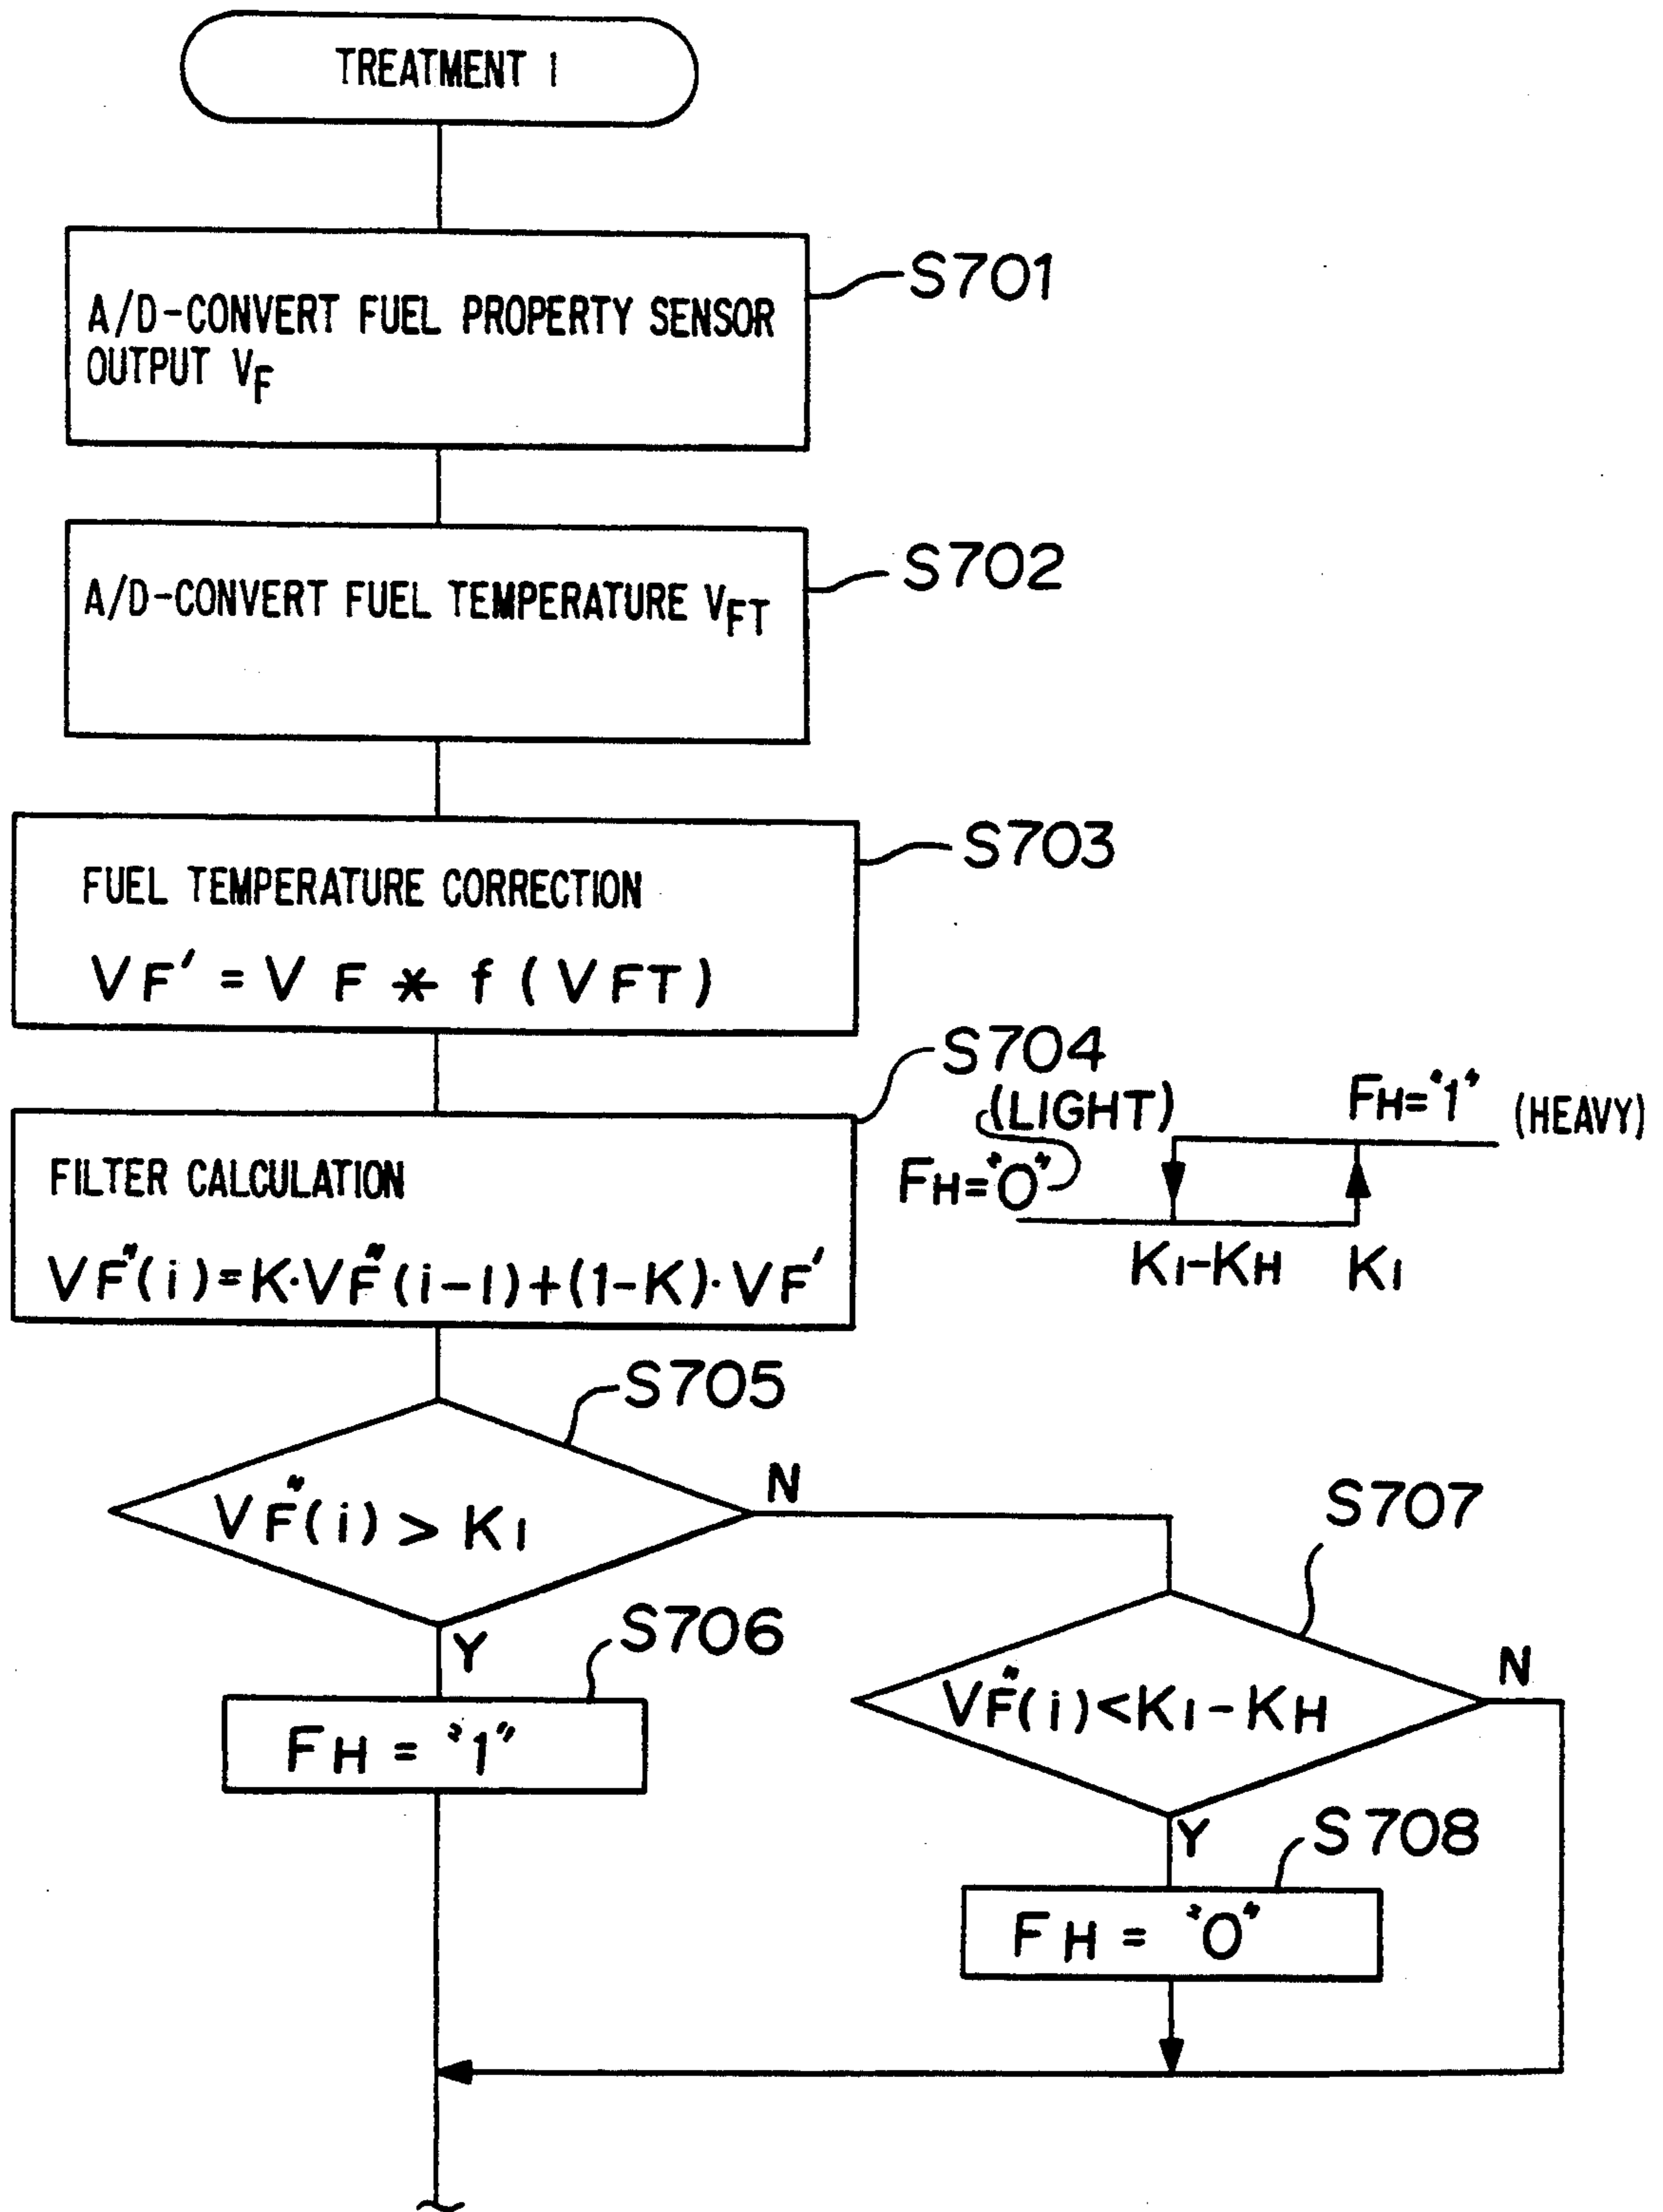 TREATMENT 1
S701
A/D-CONVERT FUEL PROPERTY SENSOR
OUTPUT VF
S702
A/D-CONVERT FUEL TEMPERATURE VFT
S703
FUEL TEMPERATURE CORRECTION
VF' = VF * f (VFT)
S704
FILTER CALCULATION
VF"(i)=K·VF"(i-1)+(1-K)·VF'
(LIGHT)
FH="0"
FH="1" (HEAVY)
K1-KH
K1
S705
VF"(i) > K1
N
Y
S706
FH = "1"
S707
VF"(i)<K1-KH
N
Y
S708
FH = "0"